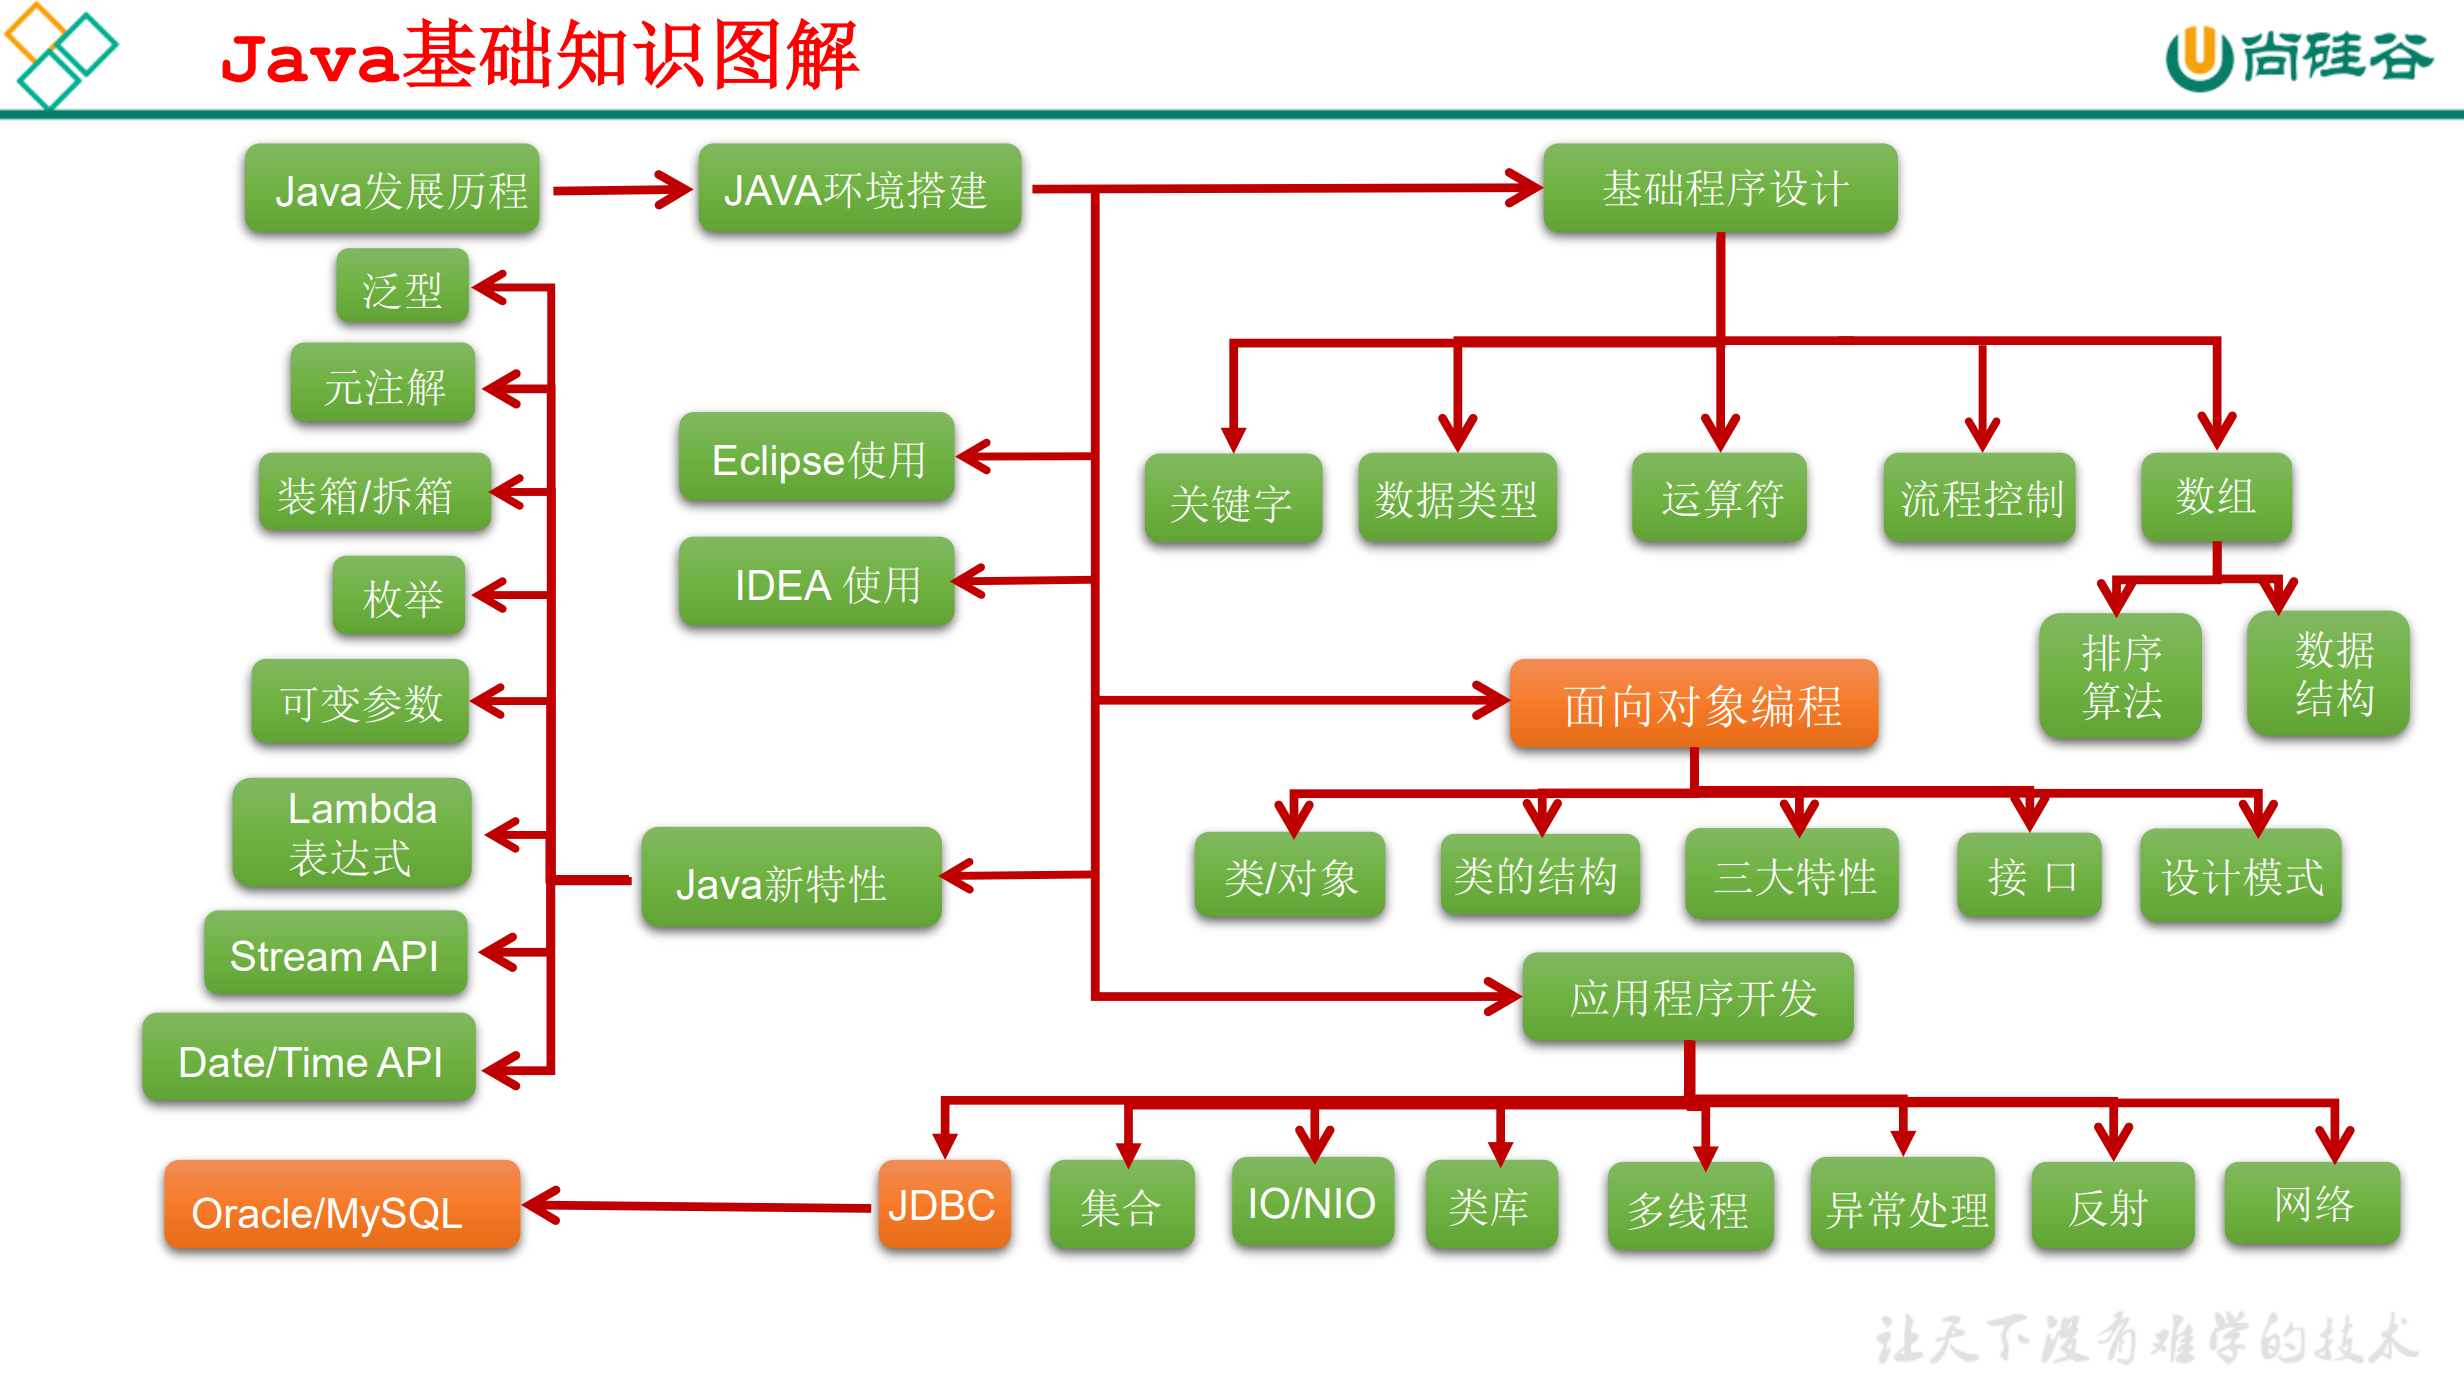 Java基础知识图解
尚硅谷
Java发展历程
JAVA环境搭建
基础程序设计
泛型
元注解
装箱/拆箱
枚举
可变参数
Lambda
表达式
Stream API
Date/Time API
Eclipse使用
IDEA 使用
Java新特性
关键字
数据类型
运算符
流程控制
数组
排序
算法
数据
结构
面向对象编程
类/对象
类的结构
三大特性
接 口
设计模式
应用程序开发
Oracle/MySQL
JDBC
集合
IO/NIO
类库
多线程
异常处理
反射
网络
让天下没有难学的技术